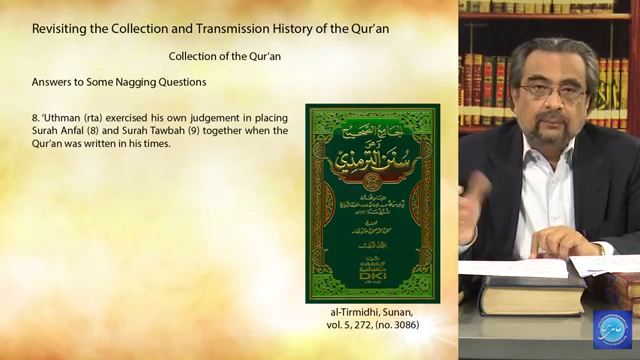 Revisiting the Collection and Transmission History of the Qur’an
Collection of the Qur’an
Answers to Some Nagging Questions
8. ‘Uthman (rta) exercised his own judgement in placing
Surah Anfal (8) and Surah Tawbah (9) together when the
Qur’an was written in his times.
الجامع الصحيح
وهو
سنن الترمذي
DKi
al-Tirmidhi, Sunan,
vol. 5, 272, (no. 3086)